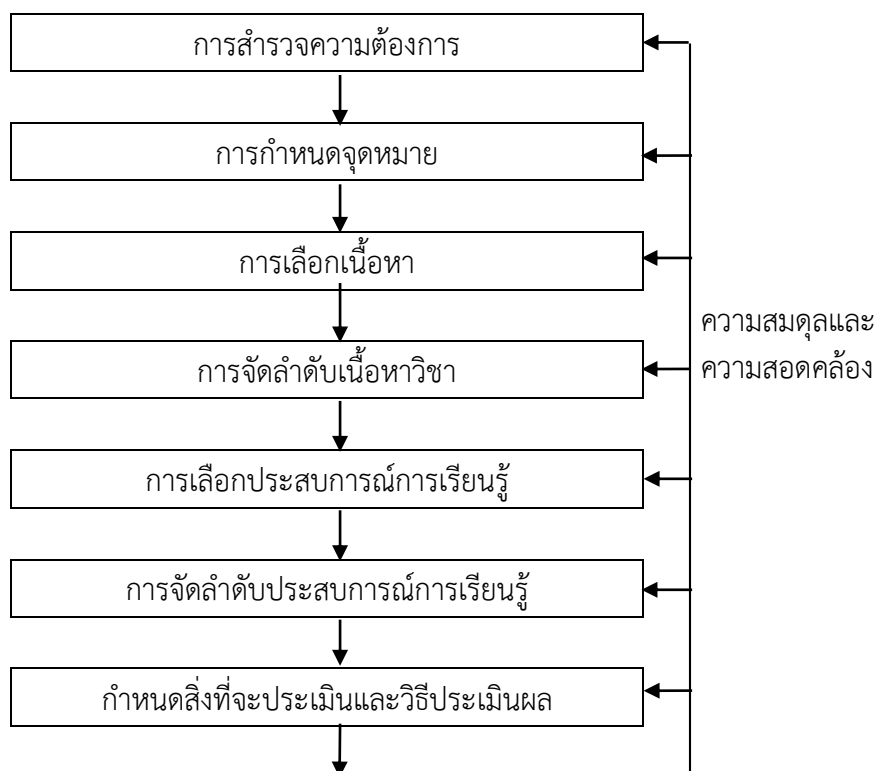 การสำรวจความต้องการ
การกำหนดจุดหมาย
การเลือกเนื้อหา
การจัดลำดับเนื้อหาวิชา
การเลือกประสบการณ์การเรียนรู้
การจัดลำดับประสบการณ์การเรียนรู้
กำหนดสิ่งที่จะประเมินและวิธีประเมินผล
ความสมดุลและ
ความสอดคล้อง